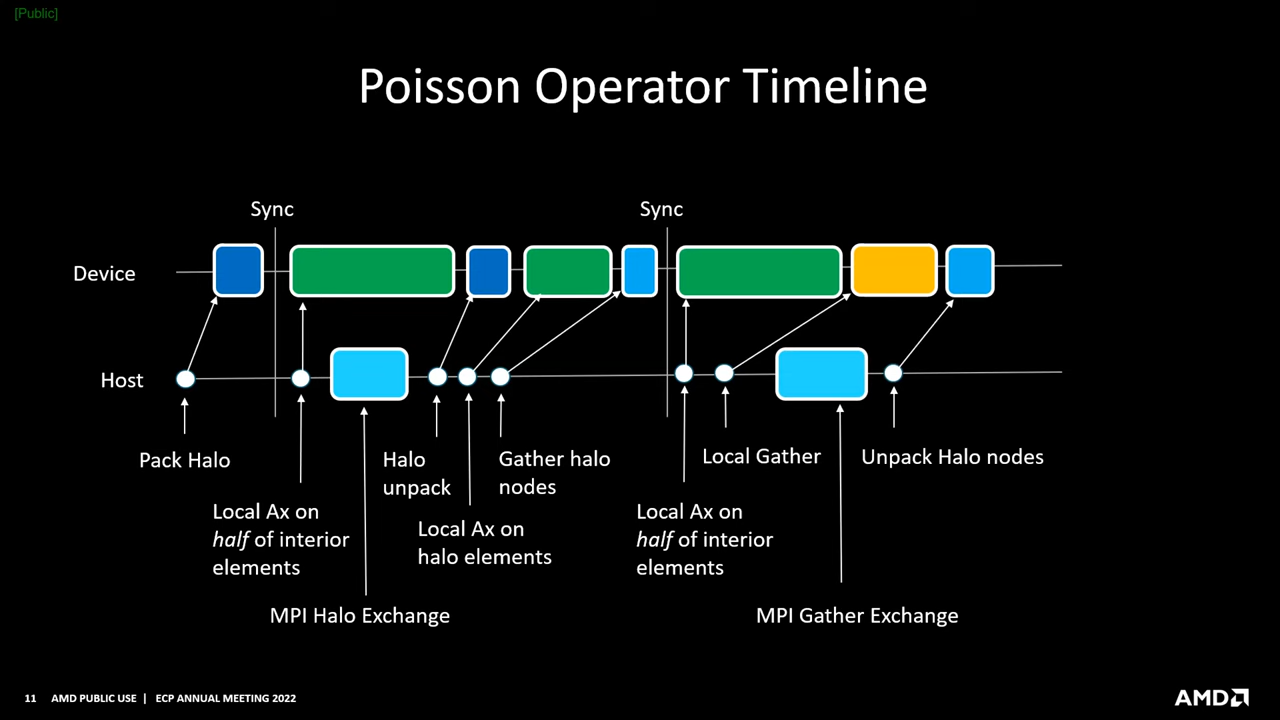 [Public]
Poisson Operator Timeline
Sync
Sync
Device
Host
Pack Halo
Local Ax on
half of interior
elements
MPI Halo Exchange
Halo
unpack
Local Ax on
halo elements
Gather halo
nodes
Local Ax on
half of interior
elements
Local Gather
MPI Gather Exchange
Unpack Halo nodes
11 AMD PUBLIC USE | ECP ANNUAL MEETING 2022
AMD